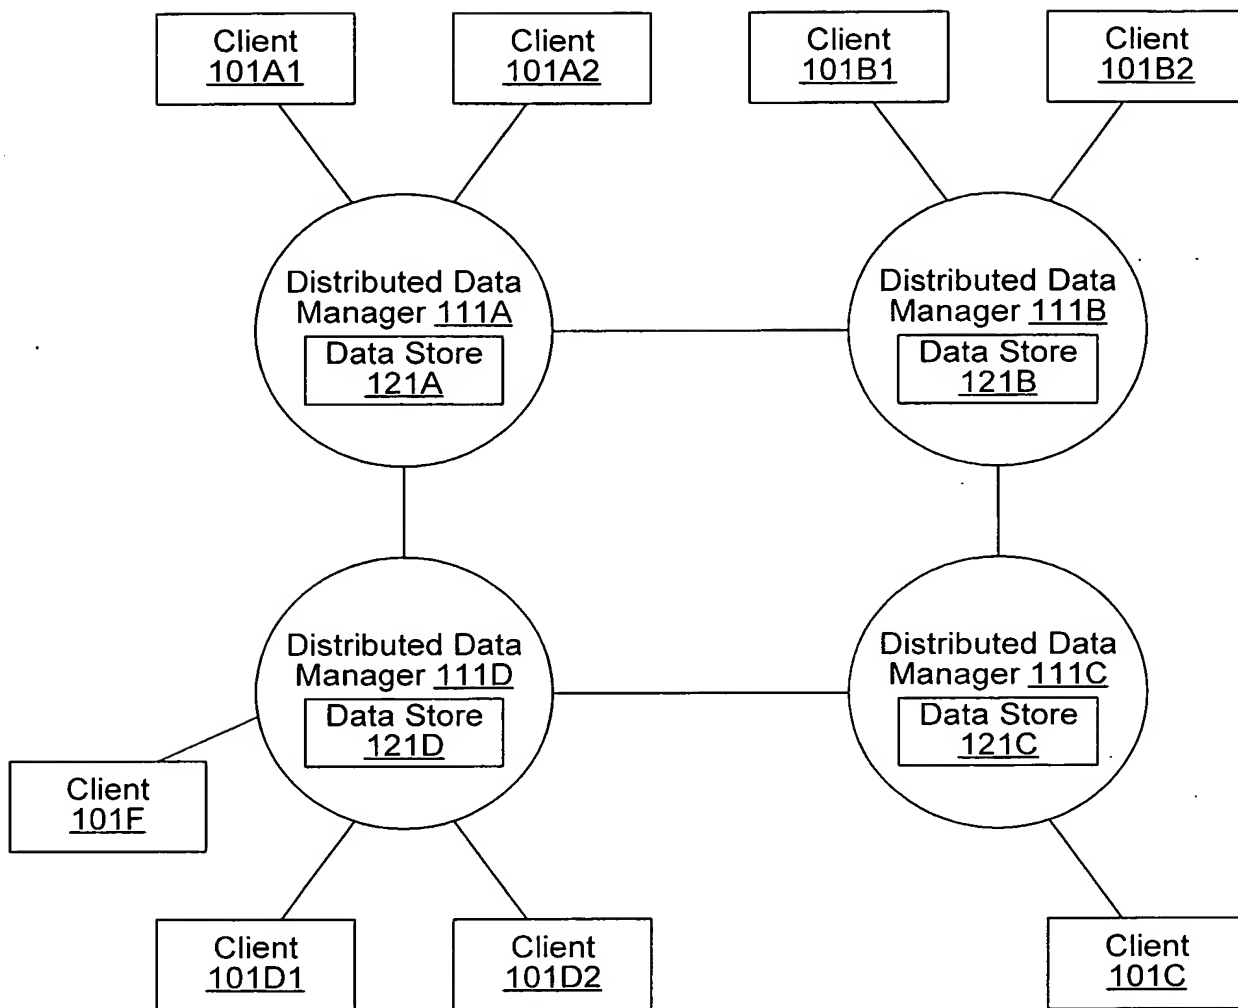 Client
101A1
Client
101A2
Client
101B1
Client
101B2
Distributed Data
Manager 111A
Data Store
121A
Distributed Data
Manager 111B
Data Store
121B
Distributed Data
Manager 111D
Data Store
121D
Distributed Data
Manager 111C
Data Store
121C
Client
101F
Client
101D1
Client
101D2
Client
101C